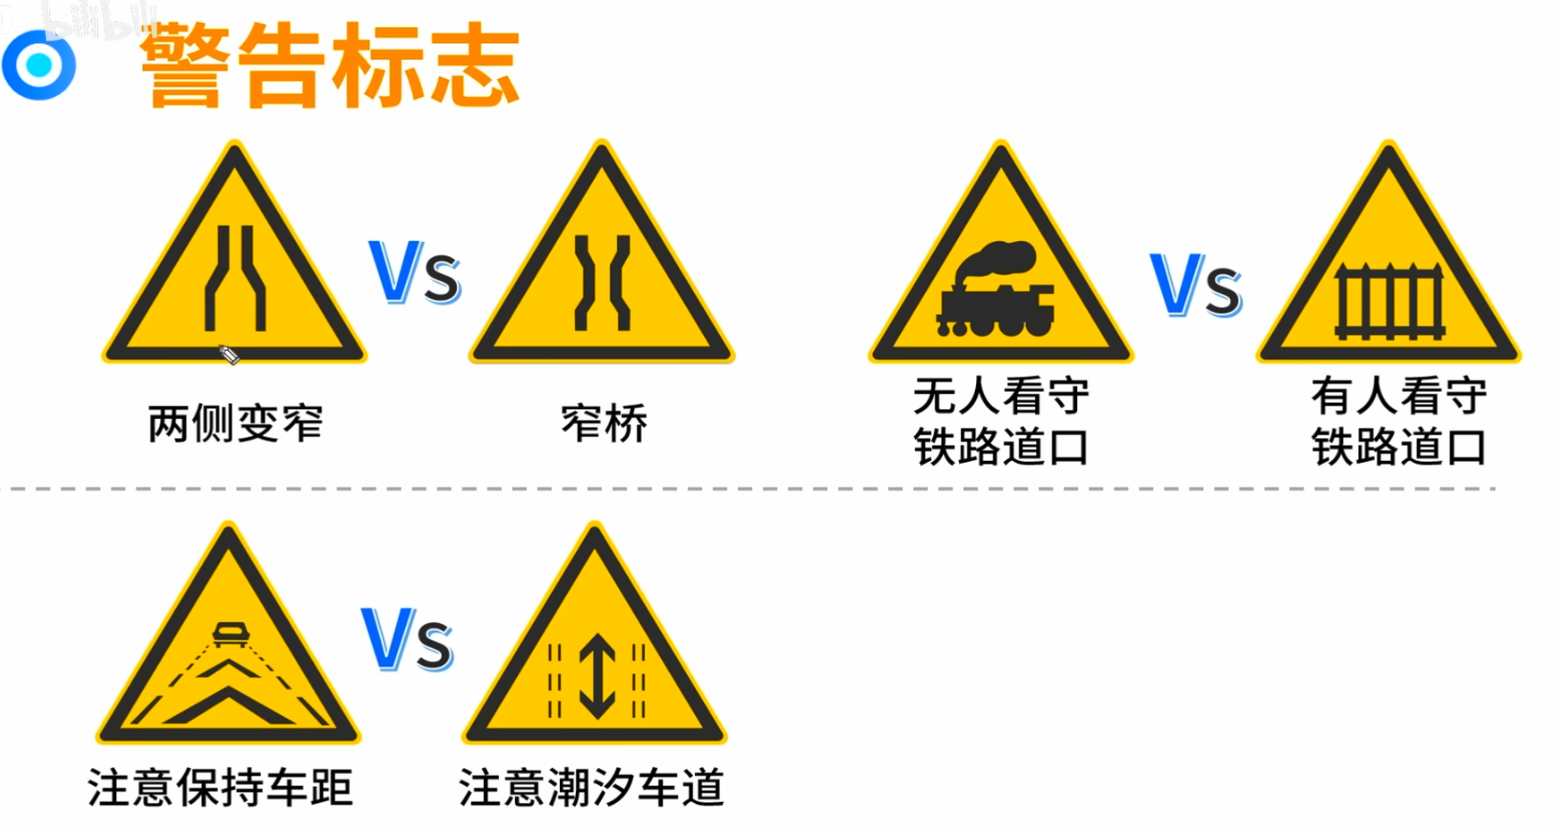 bilibili
警告标志
Vs
Vs
两侧变窄
窄桥
无人看守
铁路道口
有人看守
铁路道口
Vs
注意保持车距
注意潮汐车道